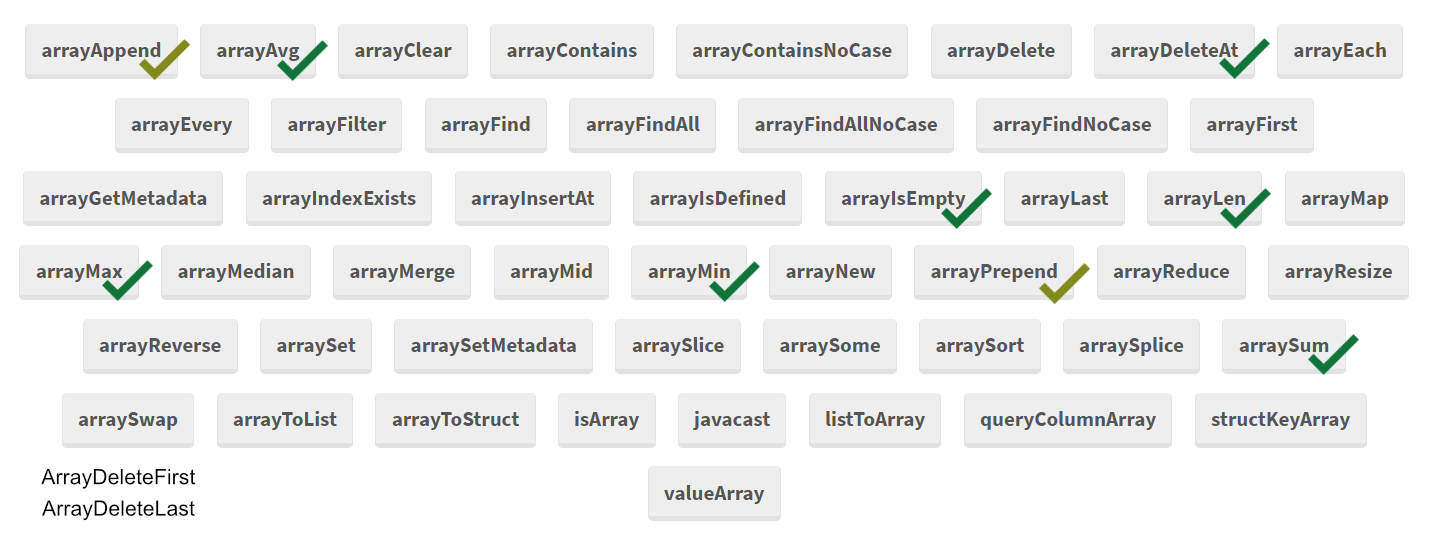 arrayAppend arrayAvg arrayClear arrayContains arrayContainsNoCase arrayDelete arrayDeleteAt arrayEach
arrayEvery arrayFilter arrayFind arrayFindAll arrayFindAllNoCase arrayFindNoCase arrayFirst
arrayGetMetadata arrayIndexExists arrayInsertAt arrayIsDefined arrayIsEmpty arrayLast arrayLen arrayMap
arrayMax arrayMedian arrayMerge arrayMid arrayMin arrayNew arrayPrepend arrayReduce arrayResize
arrayReverse arraySet arraySetMetadata arraySlice arraySome arraySort arraySplice arraySum
arraySwap arrayToList arrayToStruct isArray javacast listToArray queryColumnArray structKeyArray
ArrayDeleteFirst
ArrayDeleteLast
valueArray